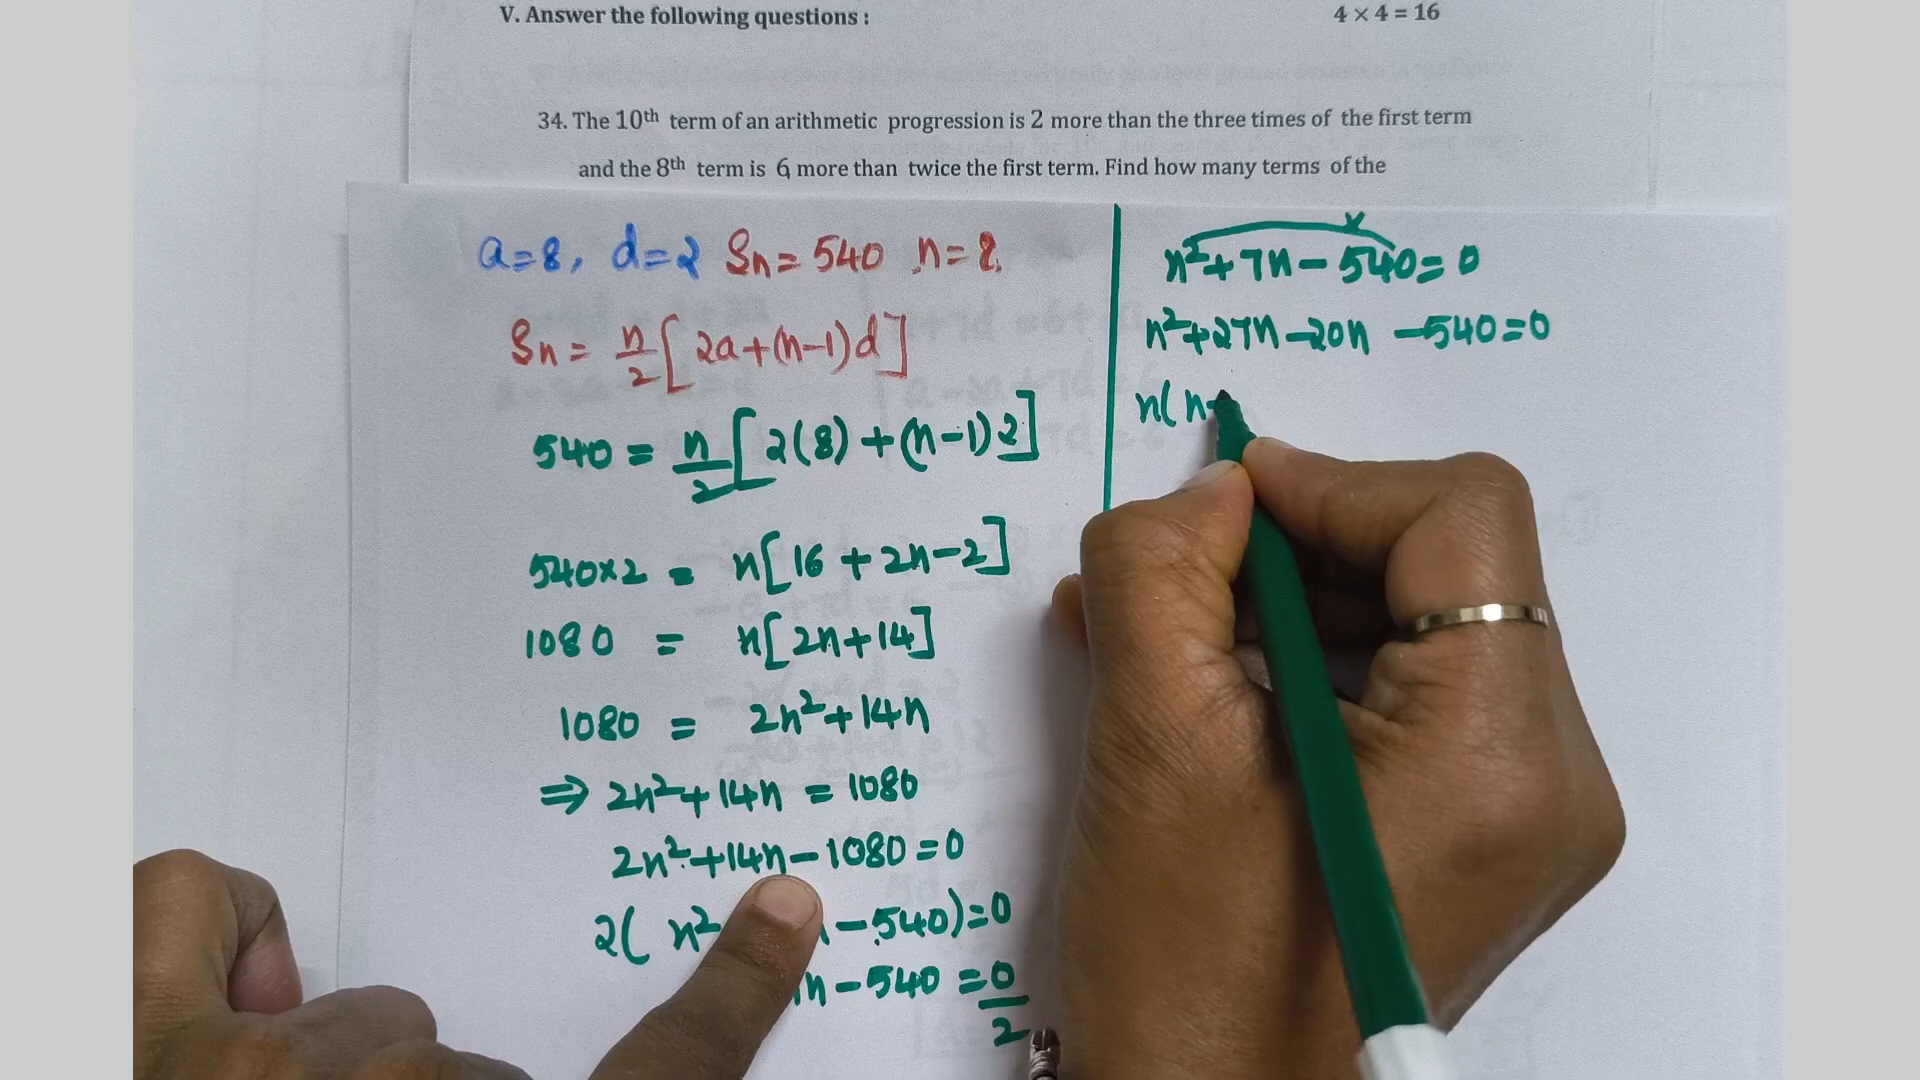 V. Answer the following questions :
4 × 4 = 16
34. The 10th term of an arithmetic progression is 2 more than the three times of the first term
and the 8th term is 6 more than twice the first term. Find how many terms of the
a=8, d=2 Sn= 540 n=?
Sn = n/2 [2a+(n-1)d]
540 = n/2 [2(8) +(n-1)2]
540×2 = n[16 + 2n-2]
1080 = n[2n+14]
1080 = 2n²+14n
⇒ 2n²+14n = 1080
2n²+14n-1080=0
2( n² -540)=0
n-540 = 0/2
n²+7n-540=0
n²+27n-20n -540=0
n(n+